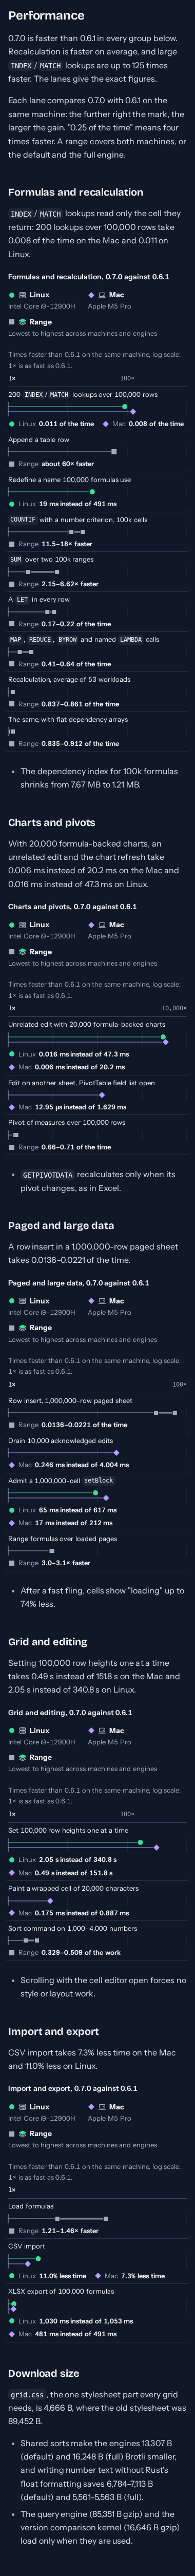 Performance
0.7.0 is faster than 0.6.1 in every group below.
Recalculation is faster on average, and large
INDEX / MATCH lookups are up to 125 times
faster. The lanes give the exact figures.
Each lane compares 0.7.0 with 0.6.1 on the
same machine: the further right the mark, the
larger the gain. "0.25 of the time" means four
times faster. A range covers both machines, or
the default and the full engine.
Formulas and recalculation
INDEX / MATCH lookups read only the cell they
return: 200 lookups over 100,000 rows take
0.008 of the time on the Mac and 0.011 on
Linux.
Formulas and recalculation, 0.7.0 against 0.6.1
Linux Mac
Intel Core i9-12900H Apple M5 Pro
Range
Lowest to highest across machines and engines
Times faster than 0.6.1 on the same machine, log scale:
1× is as fast as 0.6.1.
1× 100×
200 INDEX / MATCH lookups over 100,000 rows
Linux 0.011 of the time Mac 0.008 of the time
Append a table row
Range about 60× faster
Redefine a name 100,000 formulas use
Linux 19 ms instead of 491 ms
COUNTIF with a number criterion, 100k cells
Range 11.5–18× faster
SUM over two 100k ranges
Range 2.15–6.62× faster
A LET in every row
Range 0.17–0.22 of the time
MAP, REDUCE, BYROW and named LAMBDA calls
Range 0.41–0.64 of the time
Recalculation, average of 53 workloads
Range 0.837–0.861 of the time
The same, with flat dependency arrays
Range 0.835–0.912 of the time
The dependency index for 100k formulas
shrinks from 7.67 MB to 1.21 MB.
Charts and pivots
With 20,000 formula-backed charts, an
unrelated edit and the chart refresh take
0.006 ms instead of 20.2 ms on the Mac and
0.016 ms instead of 47.3 ms on Linux.
Charts and pivots, 0.7.0 against 0.6.1
Linux Mac
Intel Core i9-12900H Apple M5 Pro
Range
Lowest to highest across machines and engines
Times faster than 0.6.1 on the same machine, log scale:
1× is as fast as 0.6.1.
1× 10,000×
Unrelated edit with 20,000 formula-backed charts
Linux 0.016 ms instead of 47.3 ms
Mac 0.006 ms instead of 20.2 ms
Edit on another sheet, PivotTable field list open
Mac 12.95 µs instead of 1.629 ms
Pivot of measures over 100,000 rows
Range 0.66–0.71 of the time
GETPIVOTDATA recalculates only when its
pivot changes, as in Excel.
Paged and large data
A row insert in a 1,000,000-row paged sheet
takes 0.0136–0.0221 of the time.
Paged and large data, 0.7.0 against 0.6.1
Linux Mac
Intel Core i9-12900H Apple M5 Pro
Range
Lowest to highest across machines and engines
Times faster than 0.6.1 on the same machine, log scale:
1× is as fast as 0.6.1.
1× 100×
Row insert, 1,000,000-row paged sheet
Range 0.0136–0.0221 of the time
Drain 10,000 acknowledged edits
Mac 0.246 ms instead of 4.004 ms
Admit a 1,000,000-cell setBlock
Linux 65 ms instead of 617 ms
Mac 17 ms instead of 212 ms
Range formulas over loaded pages
Range 3.0–3.1× faster
After a fast fling, cells show "loading" up to
74% less.
Grid and editing
Setting 100,000 row heights one at a time
takes 0.49 s instead of 151.8 s on the Mac and
2.05 s instead of 340.8 s on Linux.
Grid and editing, 0.7.0 against 0.6.1
Linux Mac
Intel Core i9-12900H Apple M5 Pro
Range
Lowest to highest across machines and engines
Times faster than 0.6.1 on the same machine, log scale:
1× is as fast as 0.6.1.
1× 100×
Set 100,000 row heights one at a time
Linux 2.05 s instead of 340.8 s
Mac 0.49 s instead of 151.8 s
Paint a wrapped cell of 20,000 characters
Mac 0.175 ms instead of 0.887 ms
Sort command on 1,000–4,000 numbers
Range 0.329–0.509 of the work
Scrolling with the cell editor open forces no
style or layout work.
Import and export
CSV import takes 7.3% less time on the Mac
and 11.0% less on Linux.
Import and export, 0.7.0 against 0.6.1
Linux Mac
Intel Core i9-12900H Apple M5 Pro
Range
Lowest to highest across machines and engines
Times faster than 0.6.1 on the same machine, log scale:
1× is as fast as 0.6.1.
1×
Load formulas
Range 1.21–1.46× faster
CSV import
Linux 11.0% less time Mac 7.3% less time
XLSX export of 100,000 formulas
Linux 1,030 ms instead of 1,053 ms
Mac 481 ms instead of 491 ms
Download size
grid.css, the one stylesheet part every grid
needs, is 4,666 B, where the old stylesheet was
89,452 B.
Shared sorts make the engines 13,307 B
(default) and 16,248 B (full) Brotli smaller,
and writing number text without Rust's
float formatting saves 6,784–7,113 B
(default) and 5,561–5,563 B (full).
The query engine (85,351 B gzip) and the
version comparison kernel (16,646 B gzip)
load only when they are used.